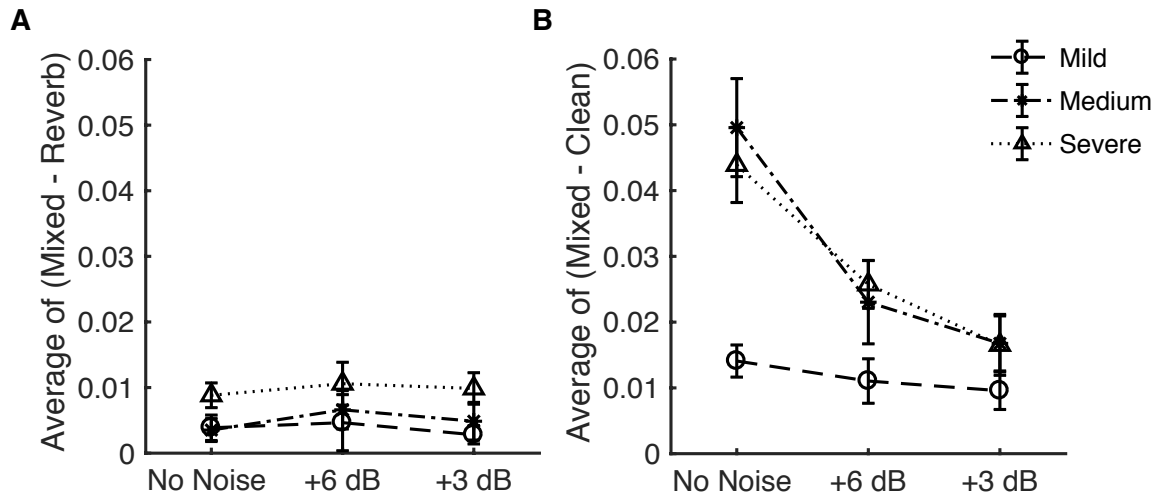 A
Average of (Mixed - Reverb)
0.06
0.05
0.04
0.03
0.02
0.01
0
No Noise +6 dB +3 dB
B
Average of (Mixed - Clean)
0.06
0.05
0.04
0.03
0.02
0.01
0
No Noise +6 dB +3 dB
Mild
Medium
Severe